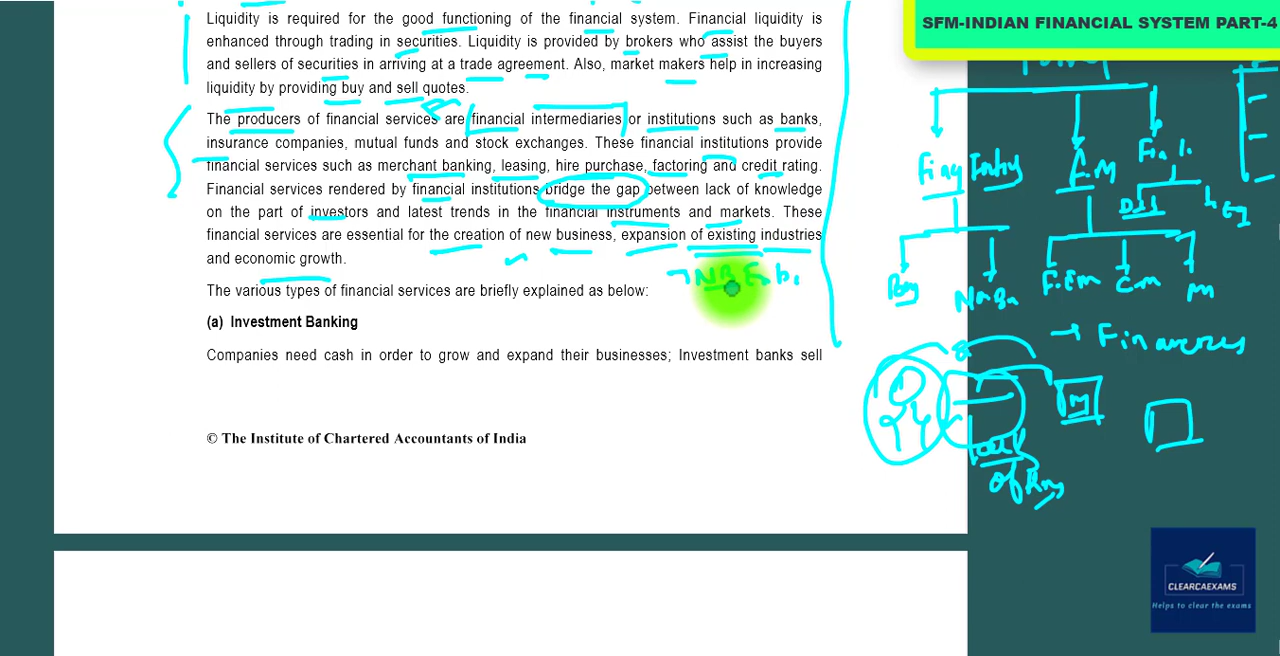 Liquidity is required for the good functioning of the financial system. Financial liquidity is
enhanced through trading in securities. Liquidity is provided by brokers who assist the buyers
and sellers of securities in arriving at a trade agreement. Also, market makers help in increasing
liquidity by providing buy and sell quotes.
The producers of financial services are financial intermediaries or institutions such as banks,
insurance companies, mutual funds and stock exchanges. These financial institutions provide
financial services such as merchant banking, leasing, hire purchase, factoring and credit rating.
Financial services rendered by financial institutions bridge the gap between lack of knowledge
on the part of investors and latest trends in the financial instruments and markets. These
financial services are essential for the creation of new business, expansion of existing industries
and economic growth.
The various types of financial services are briefly explained as below:
(a) Investment Banking
Companies need cash in order to grow and expand their businesses; Investment banks sell
© The Institute of Chartered Accountants of India
SFM-INDIAN FINANCIAL SYSTEM PART-4
F.M
Fin I.
C.M
M
of
CLEARCAEXAMS
Helps to clear the exams